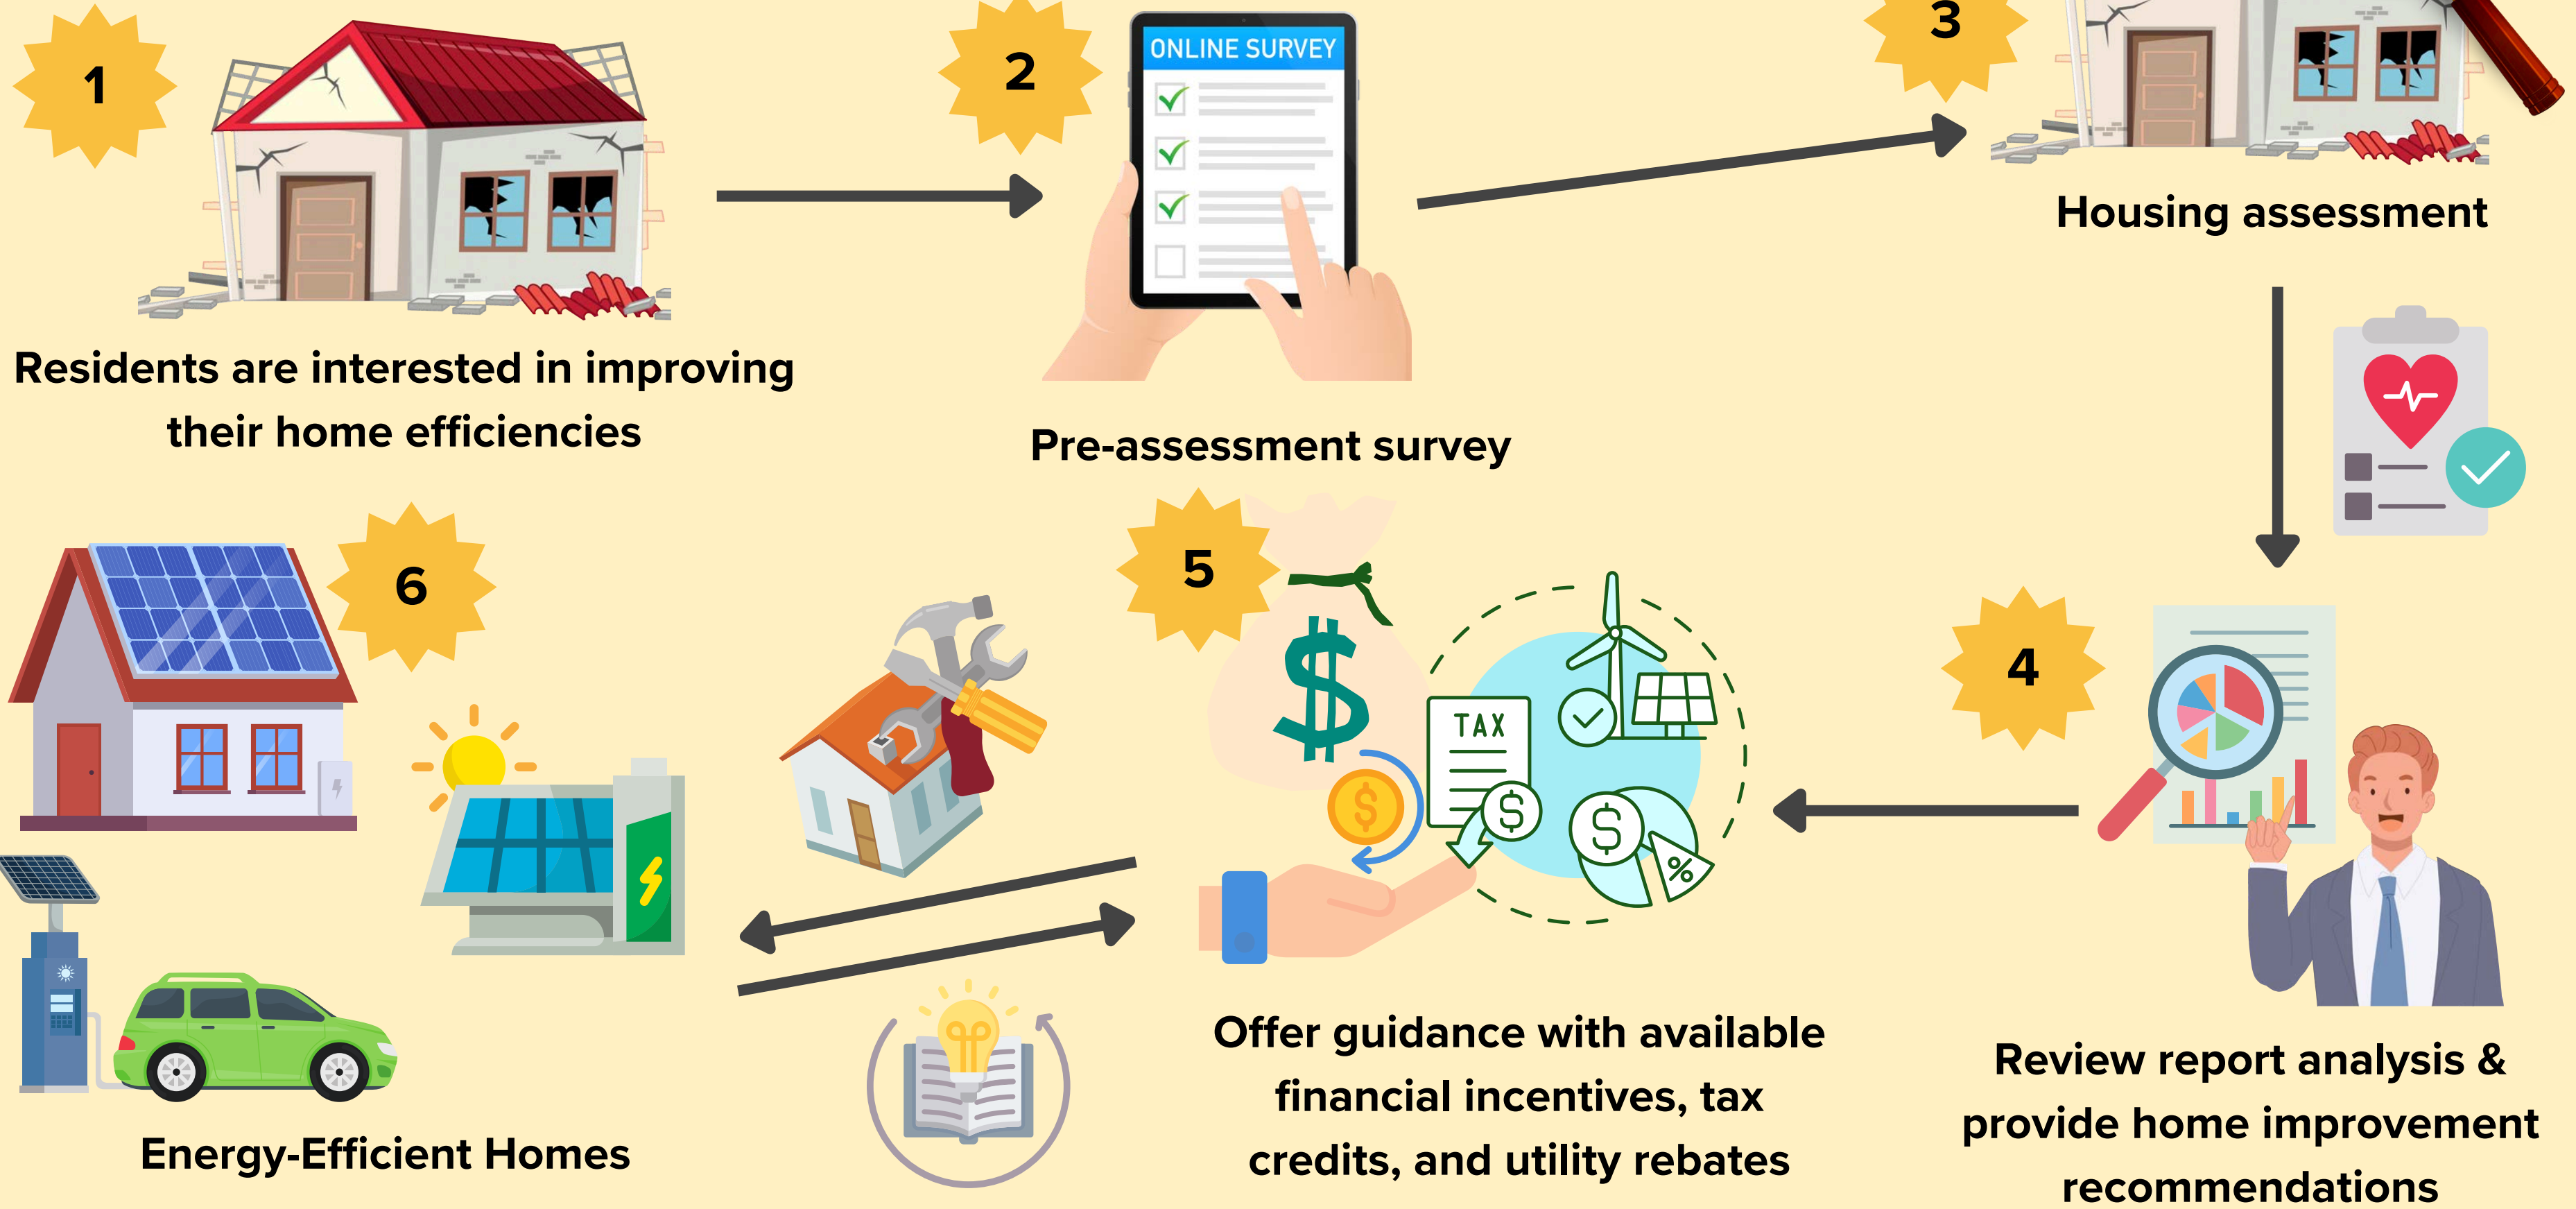 1
2
ONLINE SURVEY
3
Residents are interested in improving
their home efficiencies
Pre-assessment survey
Housing assessment
6
5
4
$
$
TAX
$
$
%
Energy-Efficient Homes
Offer guidance with available
financial incentives, tax
credits, and utility rebates
Review report analysis &
provide home improvement
recommendations